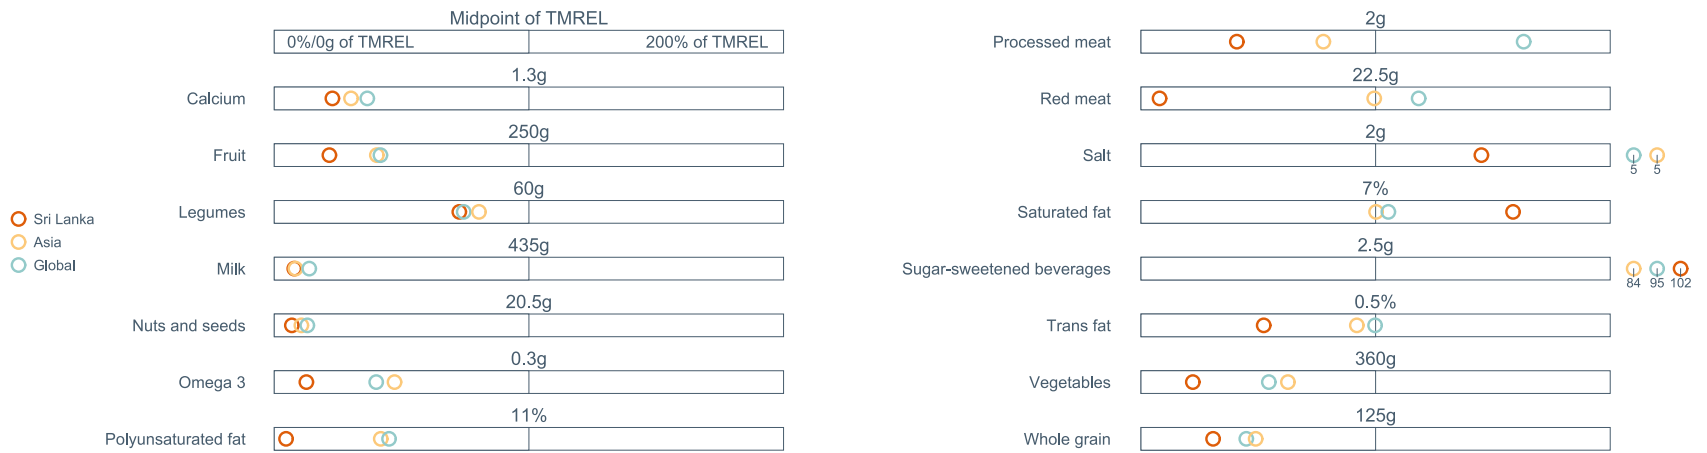 Midpoint of TMREL
0%/0g of TMREL 200% of TMREL
1.3g
Calcium
250g
Fruit
60g
Legumes
435g
Milk
20.5g
Nuts and seeds
0.3g
Omega 3
11%
Polyunsaturated fat
Sri Lanka
Asia
Global
2g
Processed meat
22.5g
Red meat
2g
Salt
5 5
7%
Saturated fat
2.5g
Sugar-sweetened beverages
84 95 102
0.5%
Trans fat
360g
Vegetables
125g
Whole grain